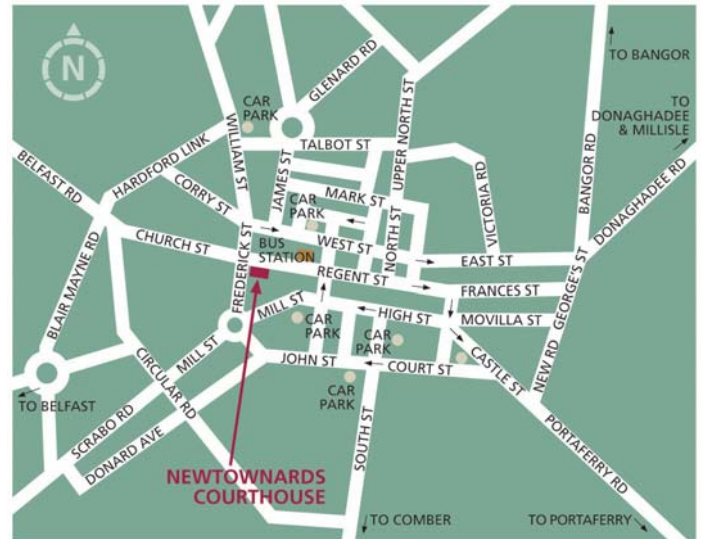 N
TO BANGOR
GLENARD RD
CAR
PARK
TO
DONAGHADEE
& MILLISLE
WILLIAM ST
TALBOT ST
UPPER NORTH ST
BANGOR RD
HARDFORD LINK
BELFAST RD
JAMES ST
VICTORIA RD
DONAGHADEE RD
CORRY ST
MARK ST
CAR
PARK
CHURCH ST
FREDERICK ST
BUS
STATION
WEST ST
NORTH ST
EAST ST
BLAIR MAYNE RD
REGENT ST
FRANCES ST
GEORGE'S ST
MILL ST
CAR
PARK
HIGH ST
MOVILLA ST
CAR
PARK
MILL ST
JOHN ST
COURT ST
CASTLE ST
NEW RD
TO BELFAST
CIRCULAR RD
CAR
PARK
SCRABO RD
DONARD AVE
SOUTH ST
PORTAFERRY RD
NEWTOWNARDS
COURTHOUSE
TO COMBER
TO PORTAFERRY